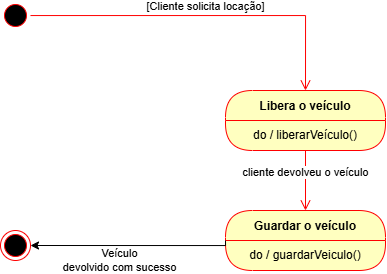 [Cliente solicita locação]
Libera o veículo
do / liberarVeículo()
cliente devolveu o veículo
Guardar o veículo
do / guardarVeiculo()
Veículo
devolvido com sucesso